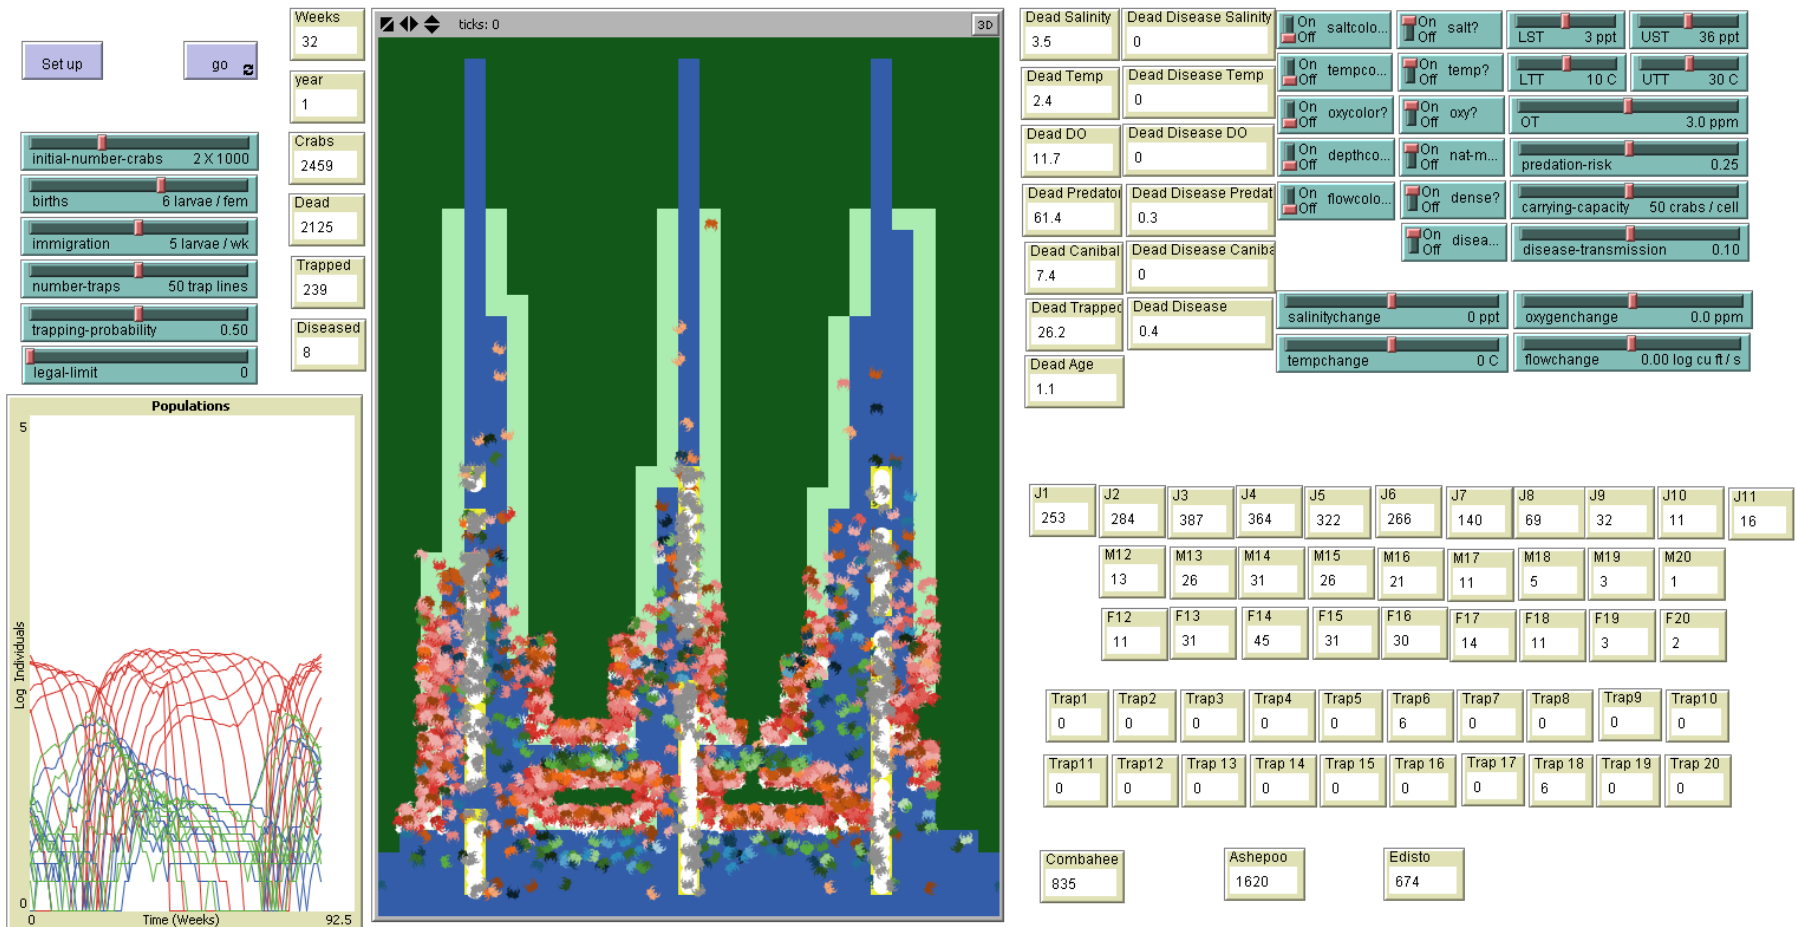 Set up
go
initial-number-crabs 2 X 1000
births 6 larvae / fem
immigration 5 larvae / wk
number-traps 50 trap lines
trapping-probability 0.50
legal-limit 0
Weeks
32
year
1
Crabs
2459
Dead
2125
Trapped
239
Diseased
8
Populations
5
Log Individuals
0
0 Time (Weeks) 92.5
ticks: 0
3D
Dead Salinity
3.5
Dead Temp
2.4
Dead DO
11.7
Dead Predator
61.4
Dead Canibal
7.4
Dead Trapped
26.2
Dead Age
1.1
Dead Disease Salinity
0
Dead Disease Temp
0
Dead Disease DO
0
Dead Disease Predat
0.3
Dead Disease Caniba
0
Dead Disease
0.4
On Off saltcolo...
On Off tempco...
On Off oxycolor?
On Off depthco...
On Off flowcolo...
On Off salt?
On Off temp?
On Off oxy?
On Off nat-m...
On Off dense?
On Off disea...
LST 3 ppt
UST 36 ppt
LTT 10 C
UTT 30 C
OT 3.0 ppm
predation-risk 0.25
carrying-capacity 50 crabs / cell
disease-transmission 0.10
salinitychange 0 ppt
oxygenchange 0.0 ppm
tempchange 0 C
flowchange 0.00 log cu ft / s
J1 J2 J3 J4 J5 J6 J7 J8 J9 J10 J11
253 284 387 364 322 266 140 69 32 11 16
M12 M13 M14 M15 M16 M17 M18 M19 M20
13 26 31 26 21 11 5 3 1
F12 F13 F14 F15 F16 F17 F18 F19 F20
11 31 45 31 30 14 11 3 2
Trap1 Trap2 Trap3 Trap4 Trap5 Trap6 Trap7 Trap8 Trap9 Trap10
0 0 0 0 0 6 0 0 0 0
Trap11 Trap12 Trap 13 Trap 14 Trap 15 Trap 16 Trap 17 Trap 18 Trap 19 Trap 20
0 0 0 0 0 0 0 6 0 0
Combahee Ashepoo Edisto
835 1620 674